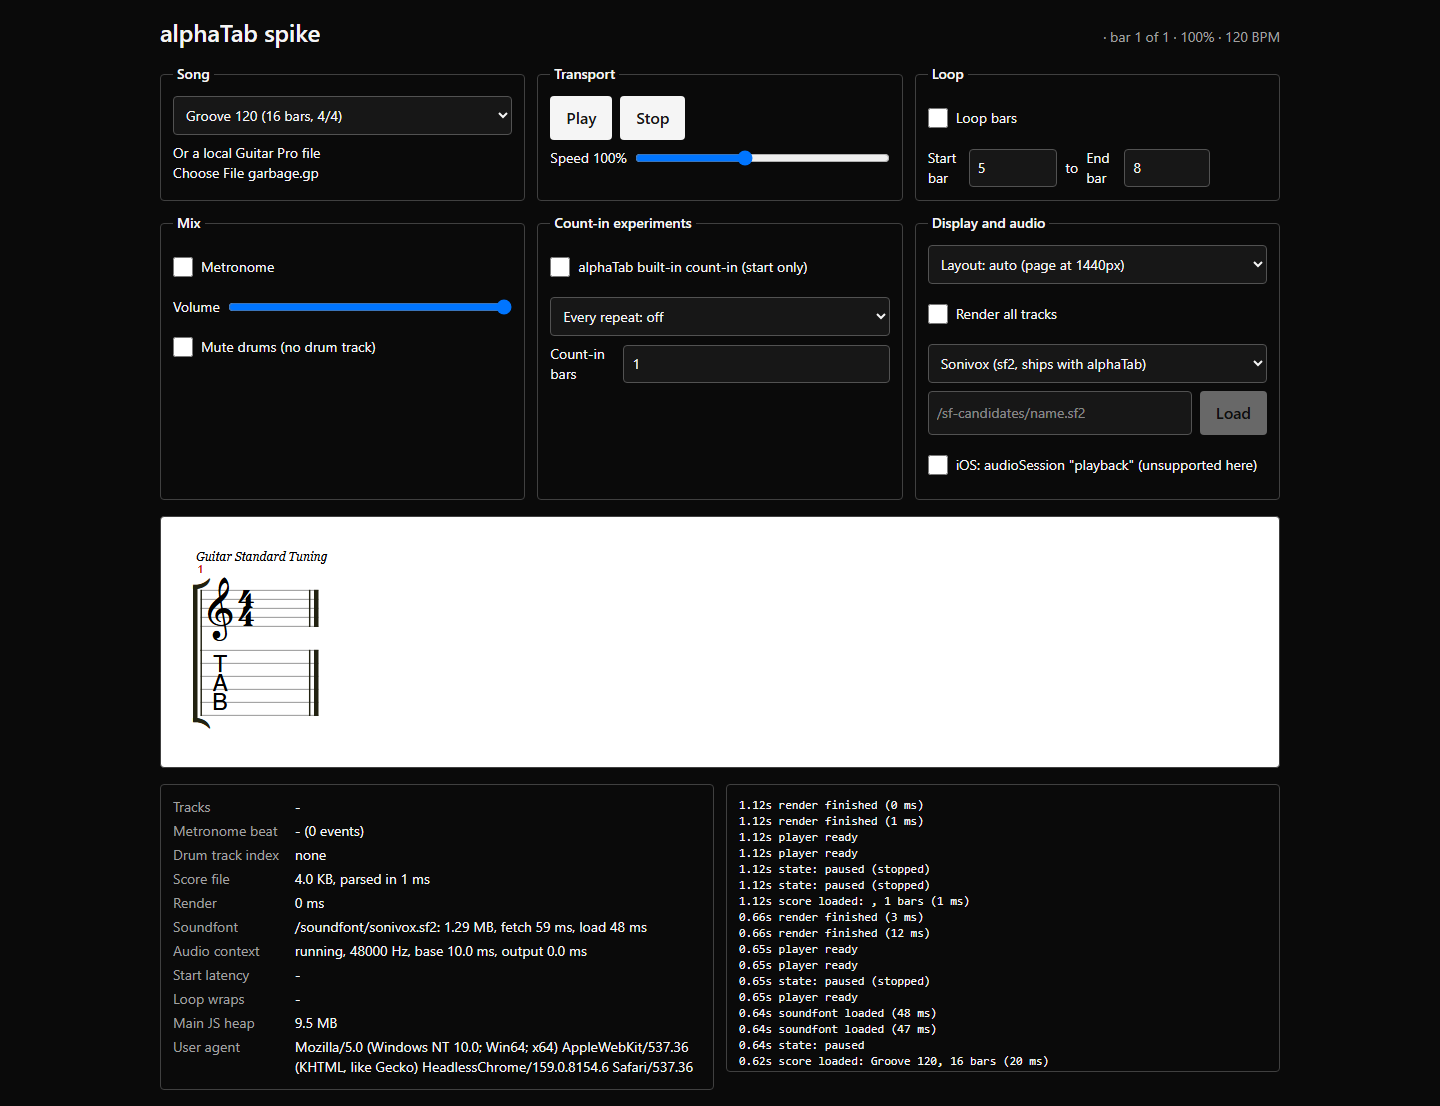 alphaTab spike
· bar 1 of 1 · 100% · 120 BPM
Song
Groove 120 (16 bars, 4/4)
Or a local Guitar Pro file
Choose File garbage.gp
Transport
Play
Stop
Speed 100%
Loop
Loop bars
Start bar
5
to
End bar
8
Mix
Metronome
Volume
Mute drums (no drum track)
Count-in experiments
alphaTab built-in count-in (start only)
Every repeat: off
Count-in bars
1
Display and audio
Layout: auto (page at 1440px)
Render all tracks
Sonivox (sf2, ships with alphaTab)
/sf-candidates/name.sf2
Load
iOS: audioSession "playback" (unsupported here)
Guitar Standard Tuning
1
4
4
T
A
B
Tracks -
Metronome beat - (0 events)
Drum track index none
Score file 4.0 KB, parsed in 1 ms
Render 0 ms
Soundfont /soundfont/sonivox.sf2: 1.29 MB, fetch 59 ms, load 48 ms
Audio context running, 48000 Hz, base 10.0 ms, output 0.0 ms
Start latency -
Loop wraps -
Main JS heap 9.5 MB
User agent Mozilla/5.0 (Windows NT 10.0; Win64; x64) AppleWebKit/537.36
(KHTML, like Gecko) HeadlessChrome/159.0.8154.6 Safari/537.36
1.12s render finished (0 ms)
1.12s render finished (1 ms)
1.12s player ready
1.12s player ready
1.12s state: paused (stopped)
1.12s state: paused (stopped)
1.12s score loaded: , 1 bars (1 ms)
0.66s render finished (3 ms)
0.66s render finished (12 ms)
0.65s player ready
0.65s player ready
0.65s state: paused (stopped)
0.65s player ready
0.64s soundfont loaded (48 ms)
0.64s soundfont loaded (47 ms)
0.64s state: paused
0.62s score loaded: Groove 120, 16 bars (20 ms)